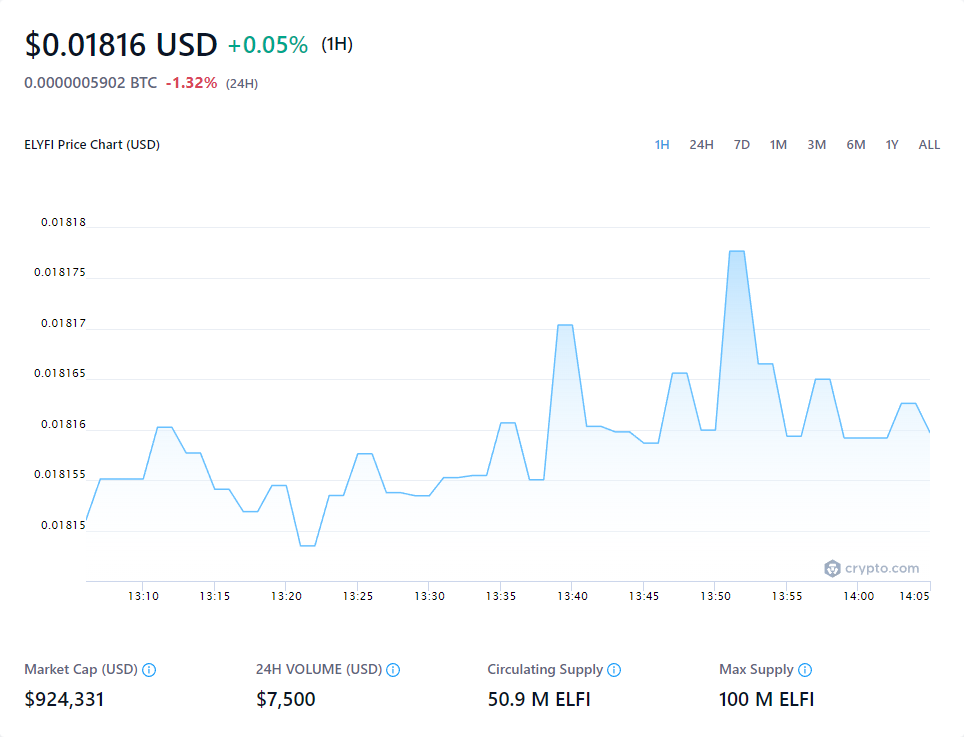 $0.01816 USD +0.05% (1H)
0.0000005902 BTC -1.32% (24H)
ELYFI Price Chart (USD)
1H 24H 7D 1M 3M 6M 1Y ALL
0.01818
0.018175
0.01817
0.018165
0.01816
0.018155
0.01815
crypto.com
13:10 13:15 13:20 13:25 13:30 13:35 13:40 13:45 13:50 13:55 14:00 14:05
Market Cap (USD) 24H VOLUME (USD) Circulating Supply Max Supply
$924,331 $7,500 50.9 M ELFI 100 M ELFI